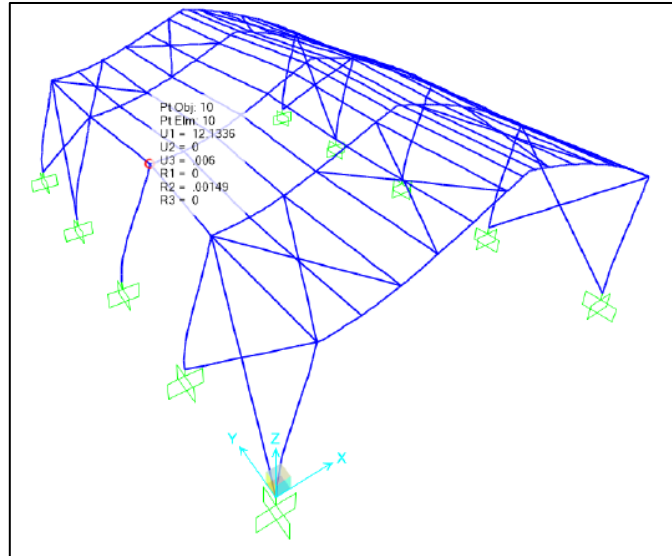 Pt Obj: 10
Pt Elm: 10
U1 = 12.1336
U2 = 0
U3 = .006
R1 = 0
R2 = .00149
R3 = 0
Y
Z
X